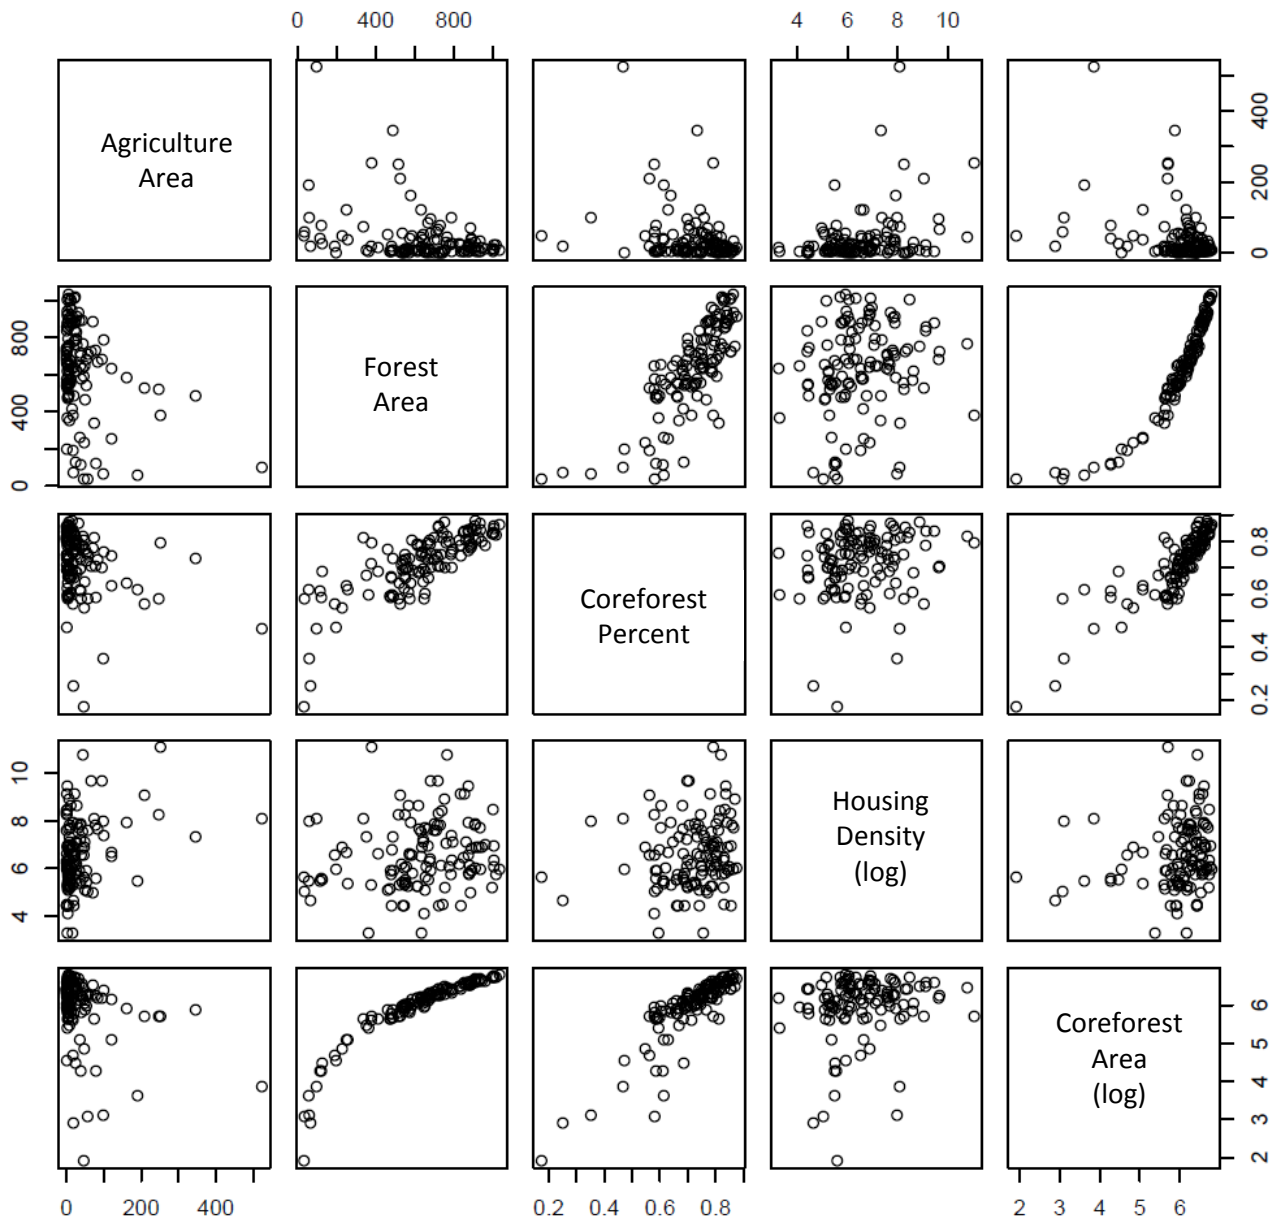 0 400 800 4 6 8 10
Agriculture
Area
0 200 400
Forest
Area
0 400 800
Coreforest
Percent
0.2 0.4 0.6 0.8
Housing
Density
(log)
4 6 8 10
Coreforest
Area
(log)
2 3 4 5 6
0 200 400 0.2 0.4 0.6 0.8 2 3 4 5 6